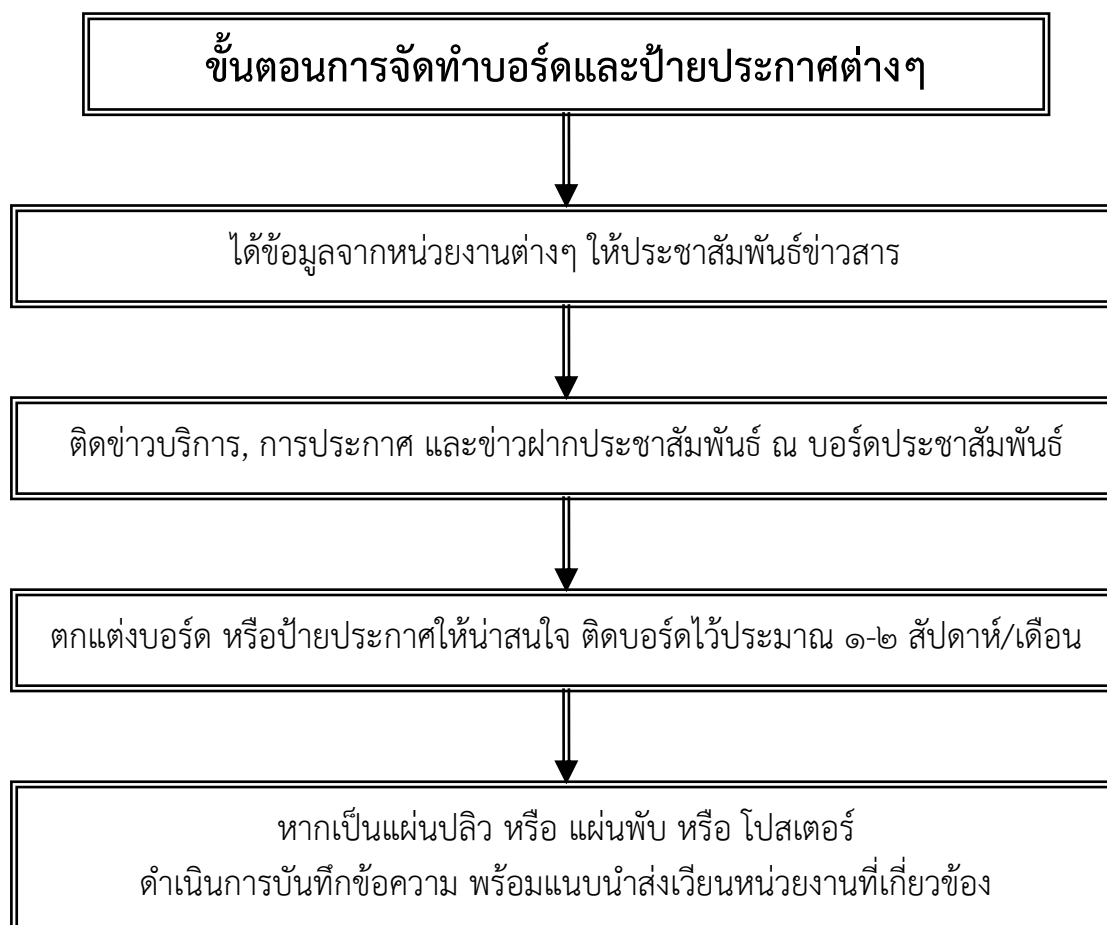 ขั้นตอนการจัดทำบอร์ดและป้ายประกาศต่างๆ
ได้ข้อมูลจากหน่วยงานต่างๆ ให้ประชาสัมพันธ์ข่าวสาร
ติดข่าวบริการ, การประกาศ และข่าวฝากประชาสัมพันธ์ ณ บอร์ดประชาสัมพันธ์
ตกแต่งบอร์ด หรือป้ายประกาศให้น่าสนใจ ติดบอร์ดไว้ประมาณ ๑-๒ สัปดาห์/เดือน
หากเป็นแผ่นปลิว หรือ แผ่นพับ หรือ โปสเตอร์
ดำเนินการบันทึกข้อความ พร้อมแนบนำส่งเวียนหน่วยงานที่เกี่ยวข้อง